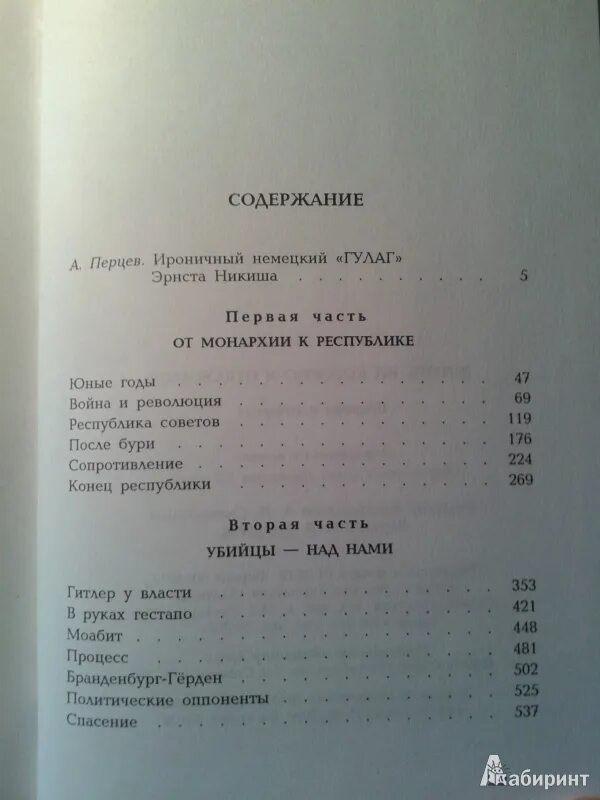 СОДЕРЖАНИЕ
А. Перцев. Ироничный немецкий «ГУЛАГ»
Эрнста Никиша . . . . . . . . . . 5
Первая часть
ОТ МОНАРХИИ К РЕСПУБЛИКЕ
Юные годы . . . . . . . . . . . . . . . 47
Война и революция . . . . . . . . . . . . 69
Республика советов . . . . . . . . . . . . 119
После бури . . . . . . . . . . . . . . 176
Сопротивление . . . . . . . . . . . . . 224
Конец республики . . . . . . . . . . . . 269
Вторая часть
УБИЙЦЫ — НАД НАМИ
Гитлер у власти . . . . . . . . . . . . . 353
В руках гестапо . . . . . . . . . . . . . 421
Моабит . . . . . . . . . . . . . . . . 448
Процесс . . . . . . . . . . . . . . . . 481
Бранденбург-Гёрден . . . . . . . . . . . . 502
Политические оппоненты . . . . . . . . . . 525
Спасение . . . . . . . . . . . . . . . 537
Лабиринт